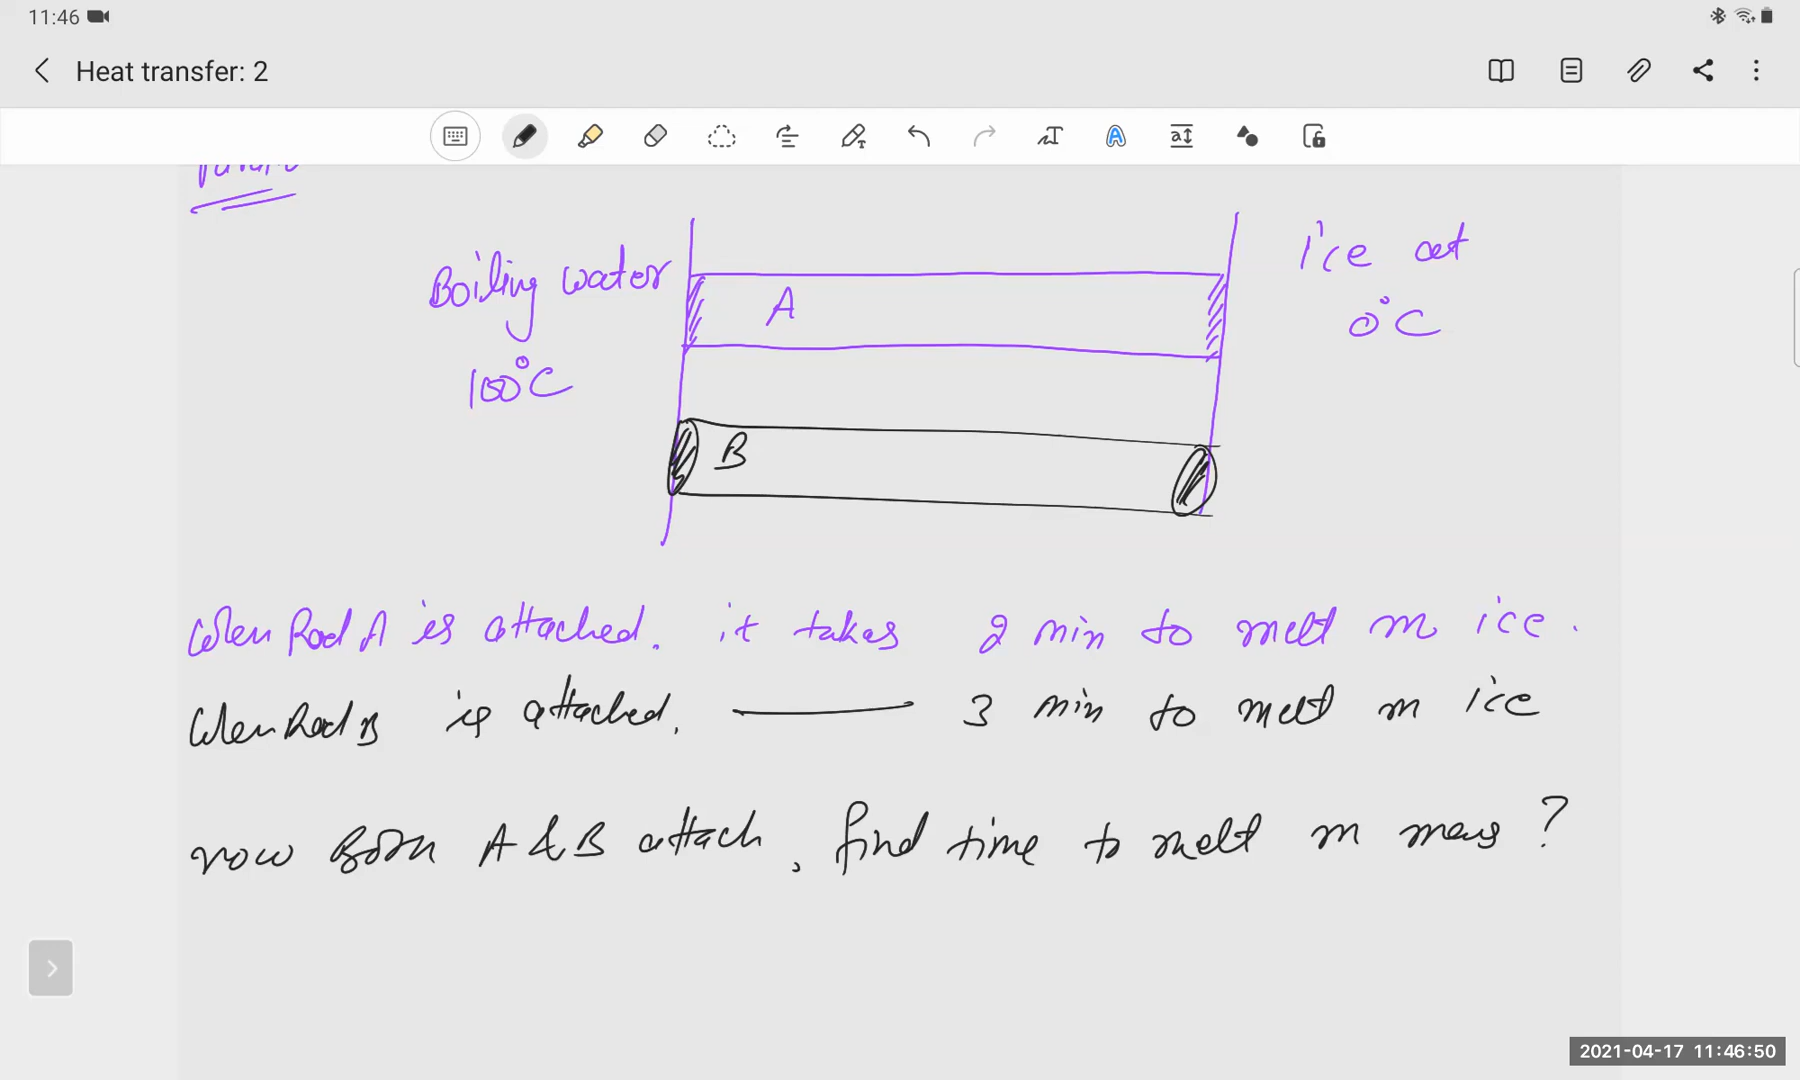 11:46
Heat transfer: 2
Boiling water
100°C
A
ice at
0°C
B
When Rod A is attached. it takes 2 min to melt m ice.
When Rod B is attached. 3 min to melt m ice
now Both A & B attach, find time to melt m mass?
2021-04-17 11:46:50